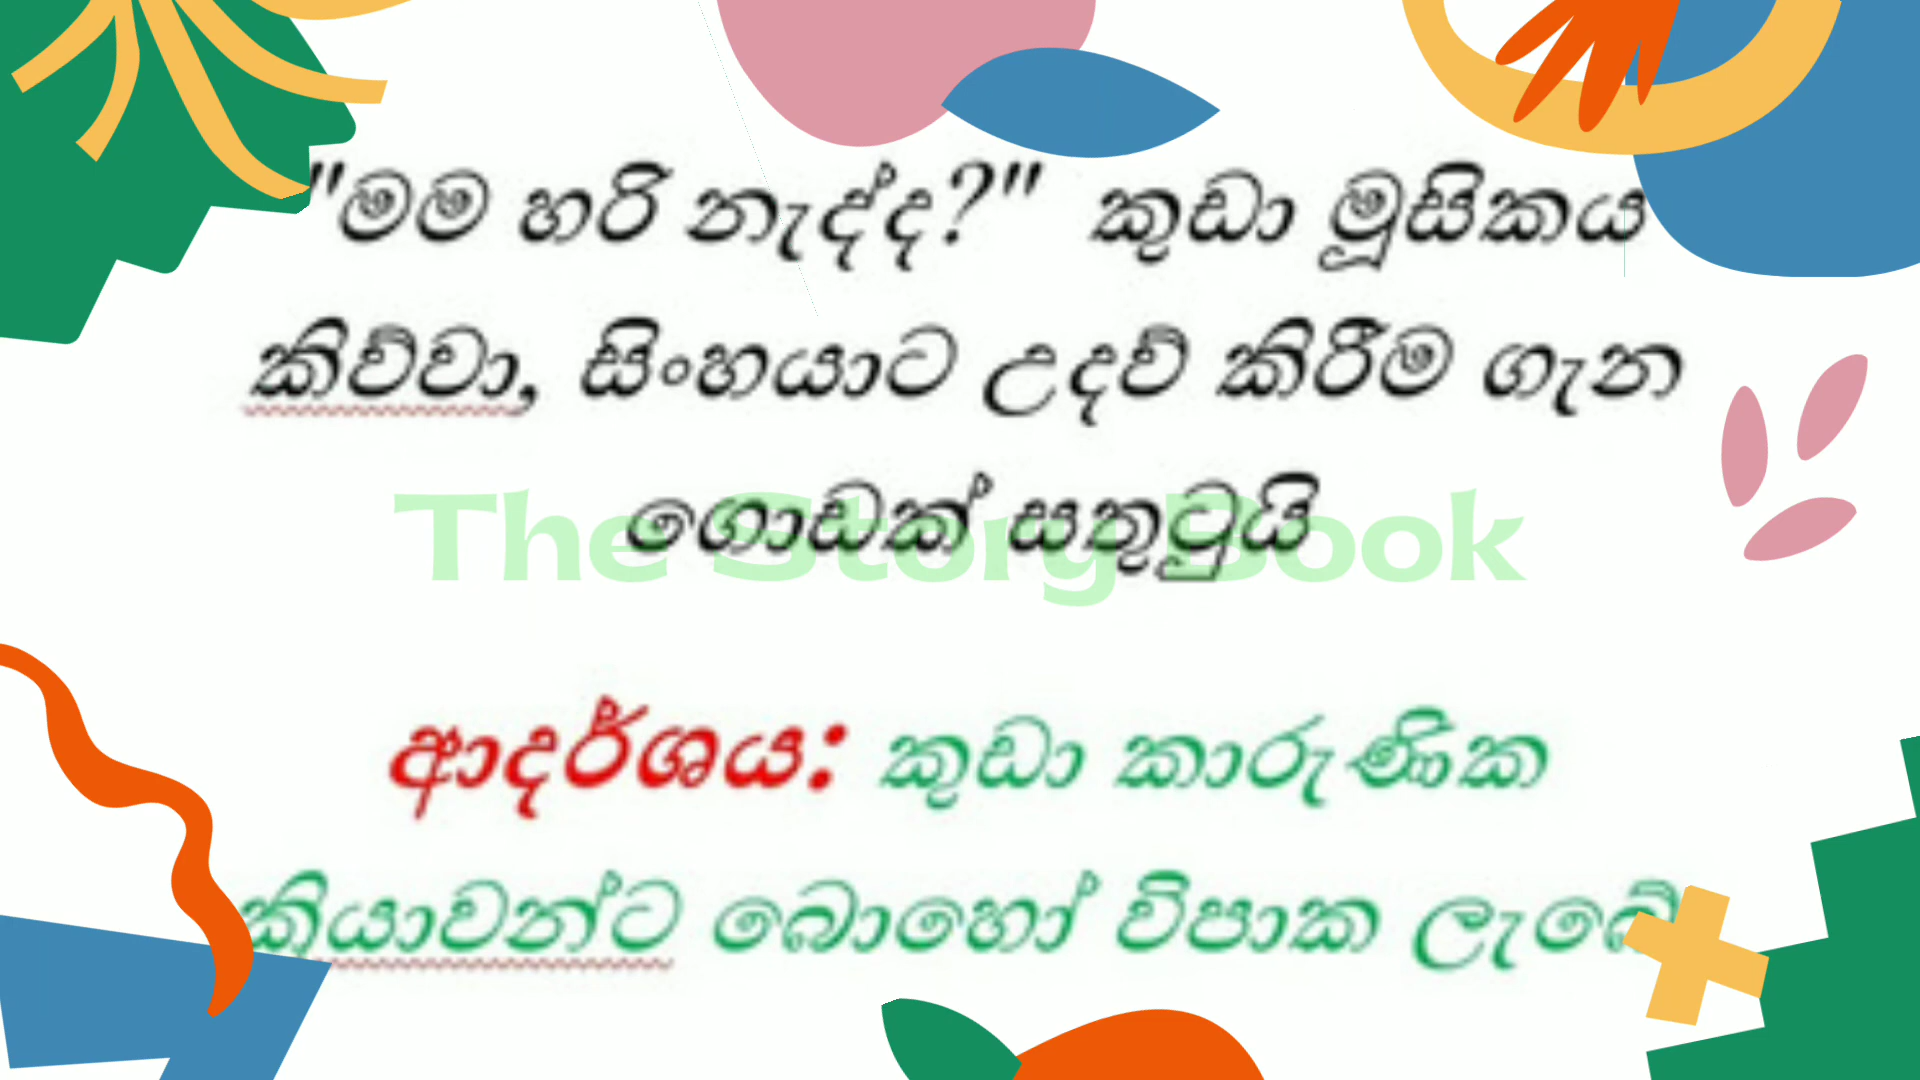 "මම හරි නැද්ද?" කුඩා මූසිකය
කිව්වා, සිංහයාට උදව් කිරීම ගැන
ගොඩක් සතුටුයි
The Story Book
ආදර්ශය: කුඩා කාරුණික
කියාවන්ට බොහෝ විපාක ලැබේ